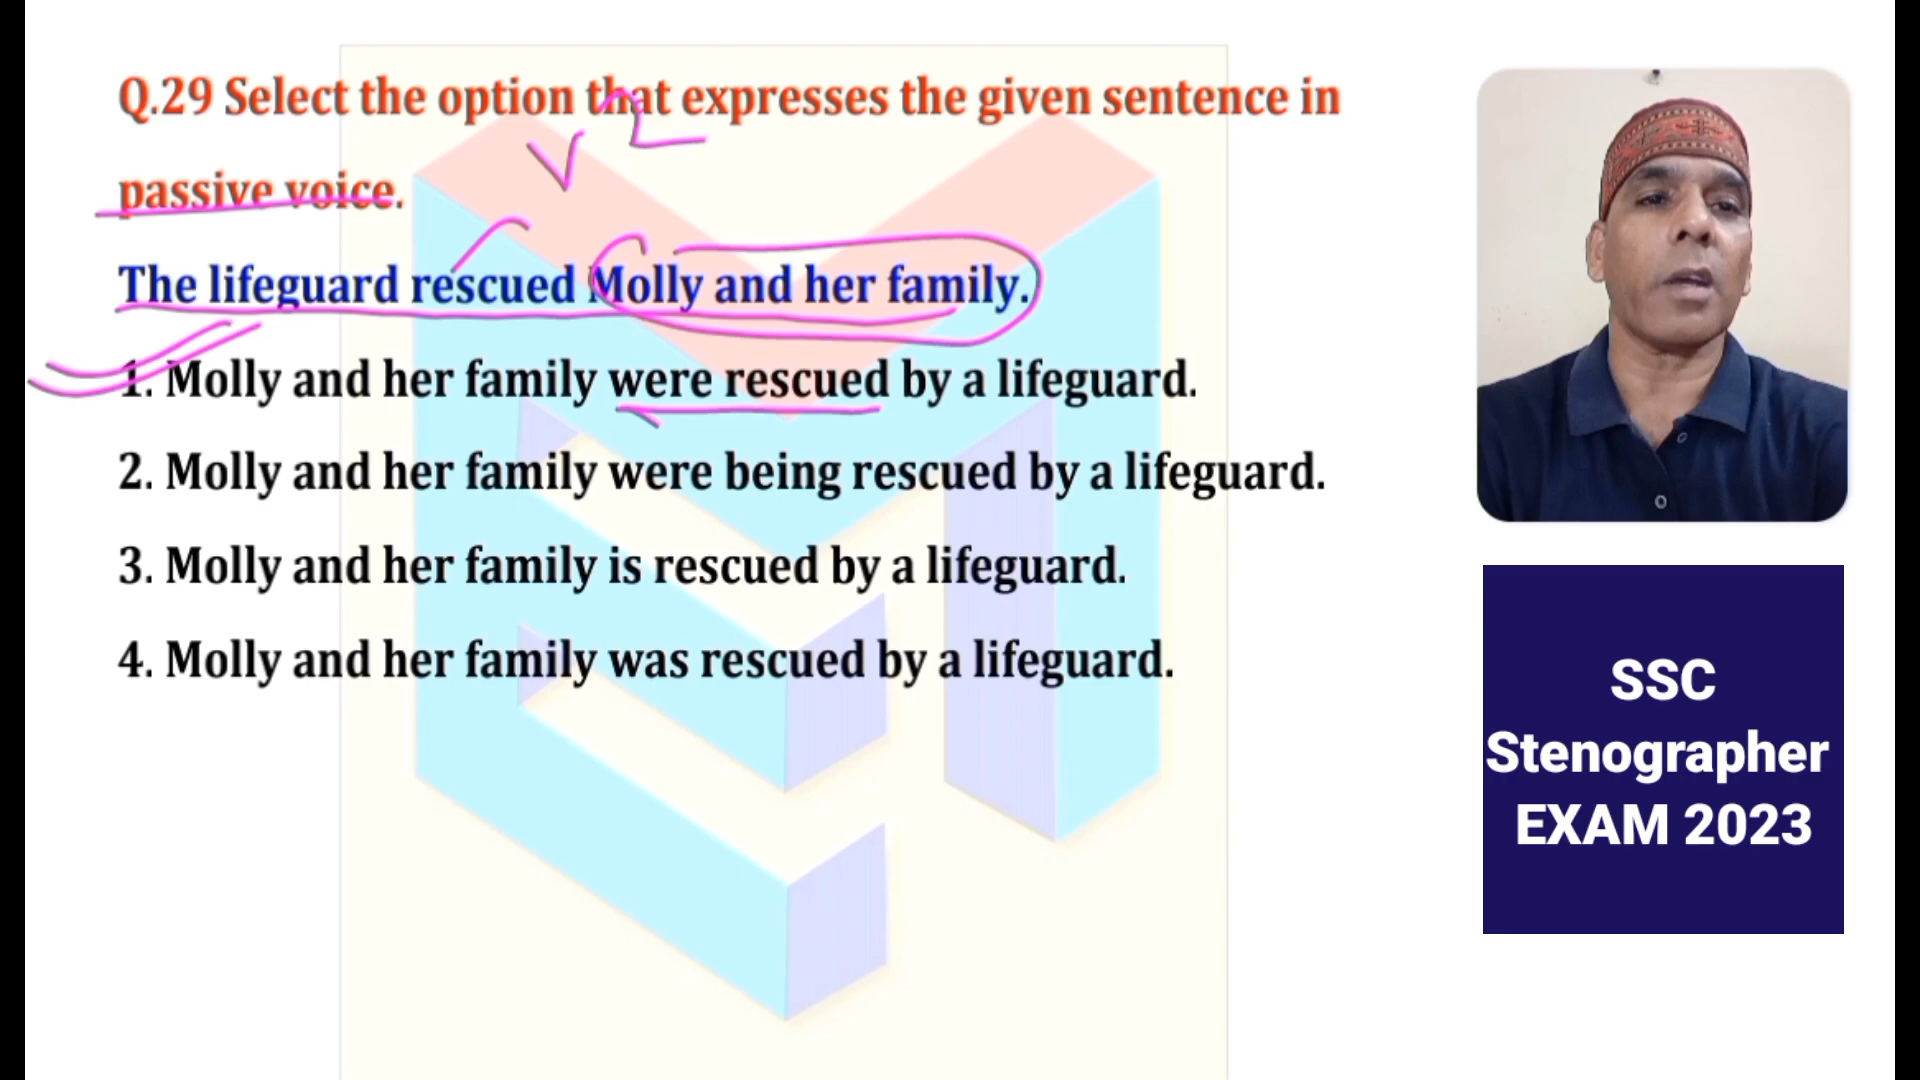 Q.29 Select the option that expresses the given sentence in
passive voice.
V2
The lifeguard rescued Molly and her family.
1. Molly and her family were rescued by a lifeguard.
2. Molly and her family were being rescued by a lifeguard.
3. Molly and her family is rescued by a lifeguard.
4. Molly and her family was rescued by a lifeguard.
SSC
Stenographer
EXAM 2023